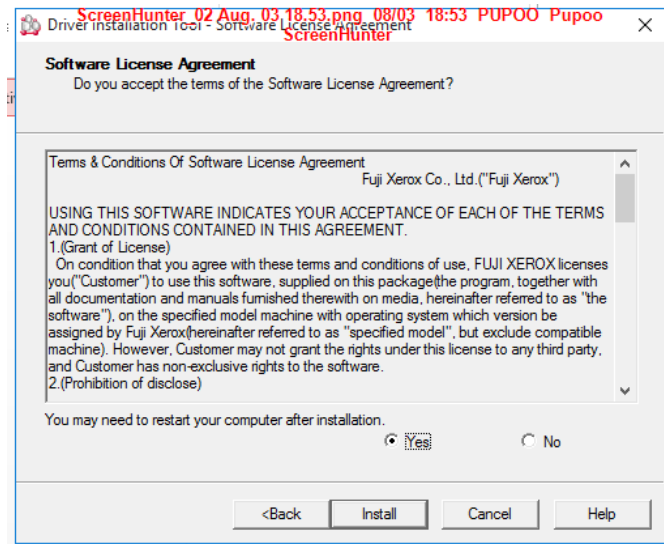 ScreenHunter_02 Aug. 03 18.53.png 08/03 18:53 PUPOO Pupoo
ScreenHunter
Driver Installation Tool - Software License Agreement
Software License Agreement
Do you accept the terms of the Software License Agreement?
Terms & Conditions Of Software License Agreement
Fuji Xerox Co., Ltd.("Fuji Xerox")
USING THIS SOFTWARE INDICATES YOUR ACCEPTANCE OF EACH OF THE TERMS
AND CONDITIONS CONTAINED IN THIS AGREEMENT.
1.(Grant of License)
On condition that you agree with these terms and conditions of use, FUJI XEROX licenses
you("Customer") to use this software, supplied on this package(the program, together with
all documentation and manuals furnished therewith on media, hereinafter referred to as "the
software"), on the specified model machine with operating system which version be
assigned by Fuji Xerox(hereinafter referred to as "specified model", but exclude compatible
machine). However, Customer may not grant the rights under this license to any third party,
and Customer has non-exclusive rights to the software.
2.(Prohibition of disclose)
You may need to restart your computer after installation.
Yes No
<Back Install Cancel Help